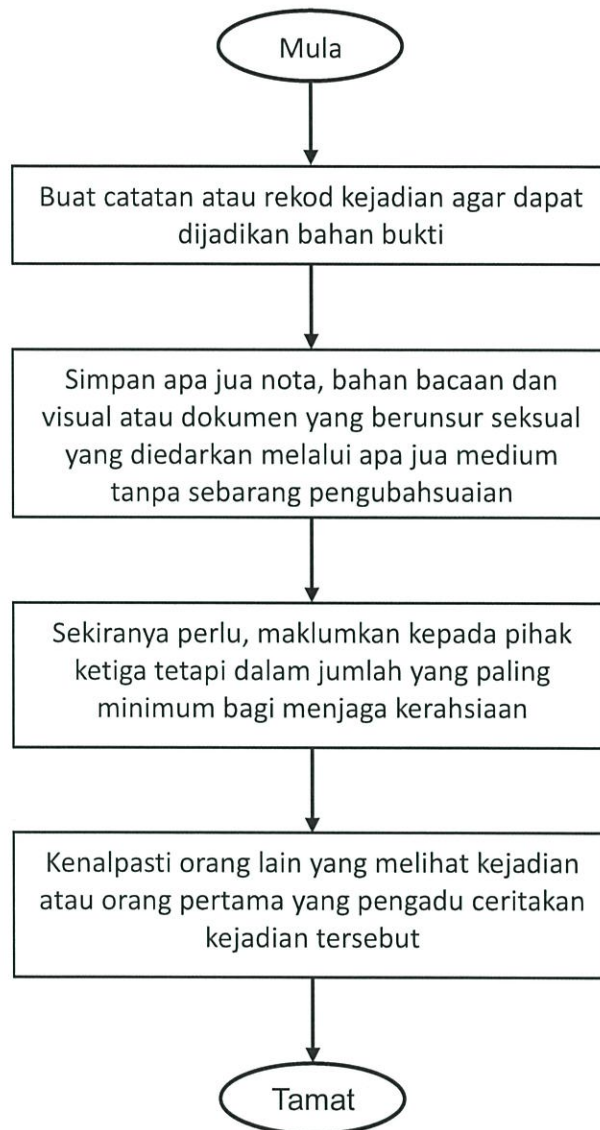 Mula
Buat catatan atau rekod kejadian agar dapat
dijadikan bahan bukti
Simpan apa jua nota, bahan bacaan dan
visual atau dokumen yang berunsur seksual
yang diedarkan melalui apa jua medium
tanpa sebarang pengubahsuaian
Sekiranya perlu, maklumkan kepada pihak
ketiga tetapi dalam jumlah yang paling
minimum bagi menjaga kerahsiaan
Kenalpasti orang lain yang melihat kejadian
atau orang pertama yang pengadu ceritakan
kejadian tersebut
Tamat